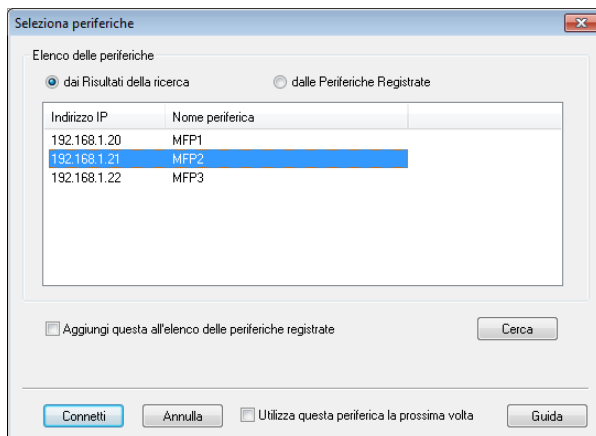 Seleziona periferiche
Elenco delle periferiche
dai Risultati della ricerca dalle Periferiche Registrate
Indirizzo IP Nome periferica
192.168.1.20 MFP1
192.168.1.21 MFP2
192.168.1.22 MFP3
Aggiungi questa all'elenco delle periferiche registrate Cerca
Connetti Annulla Utilizza questa periferica la prossima volta Guida